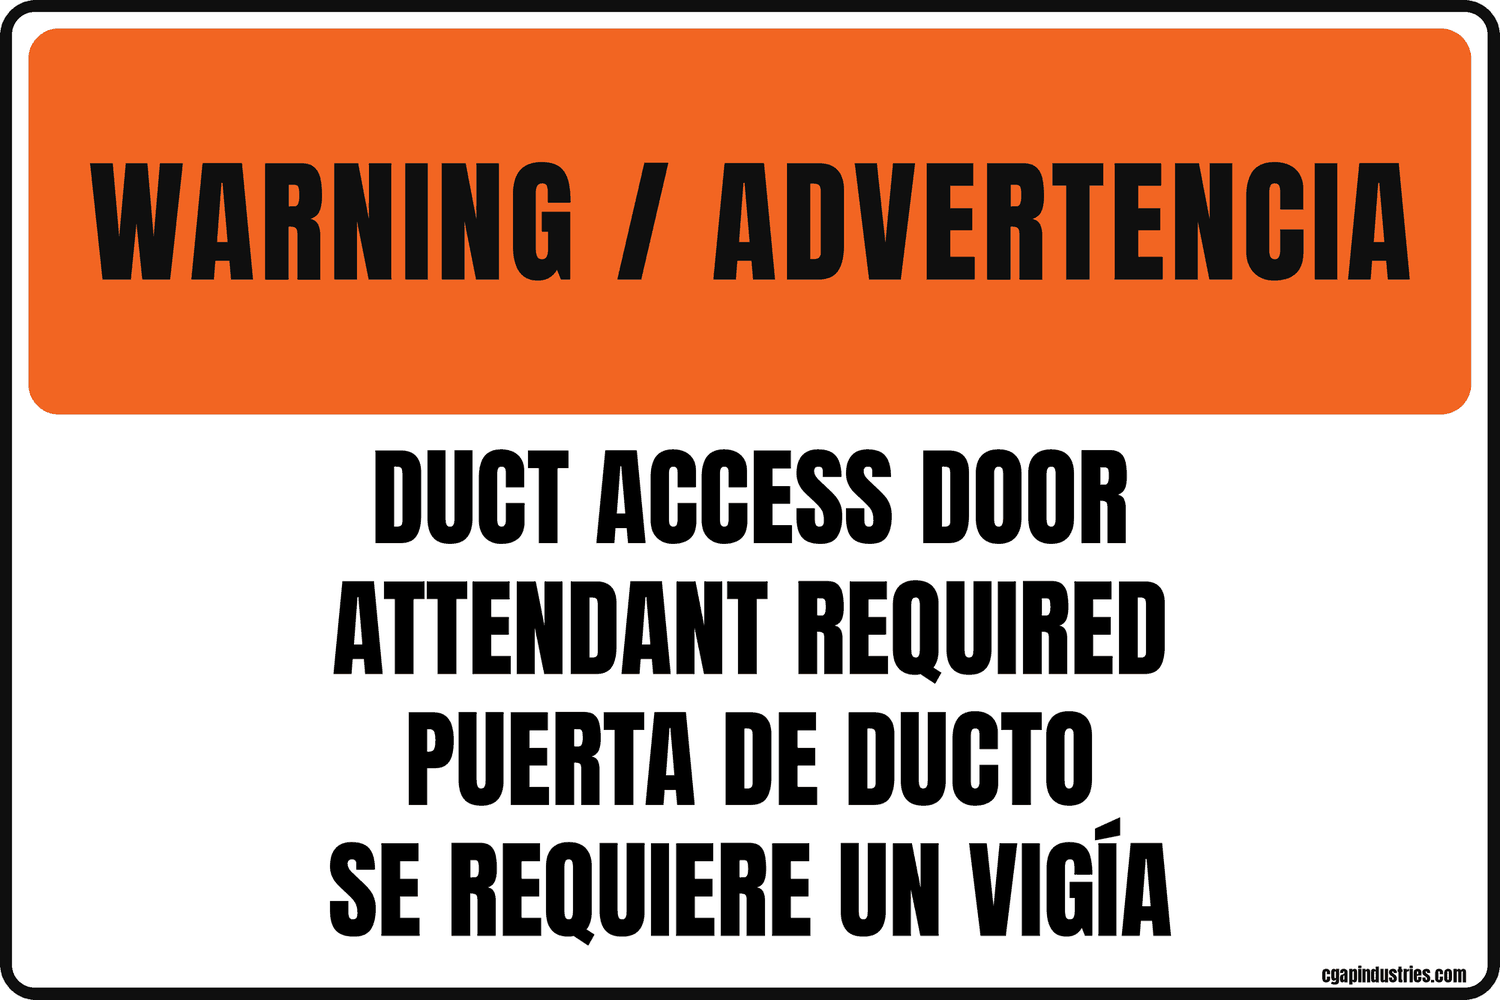 WARNING / ADVERTENCIA
DUCT ACCESS DOOR
ATTENDANT REQUIRED
PUERTA DE DUCTO
SE REQUIERE UN VIGÍA
cgapindustries.com